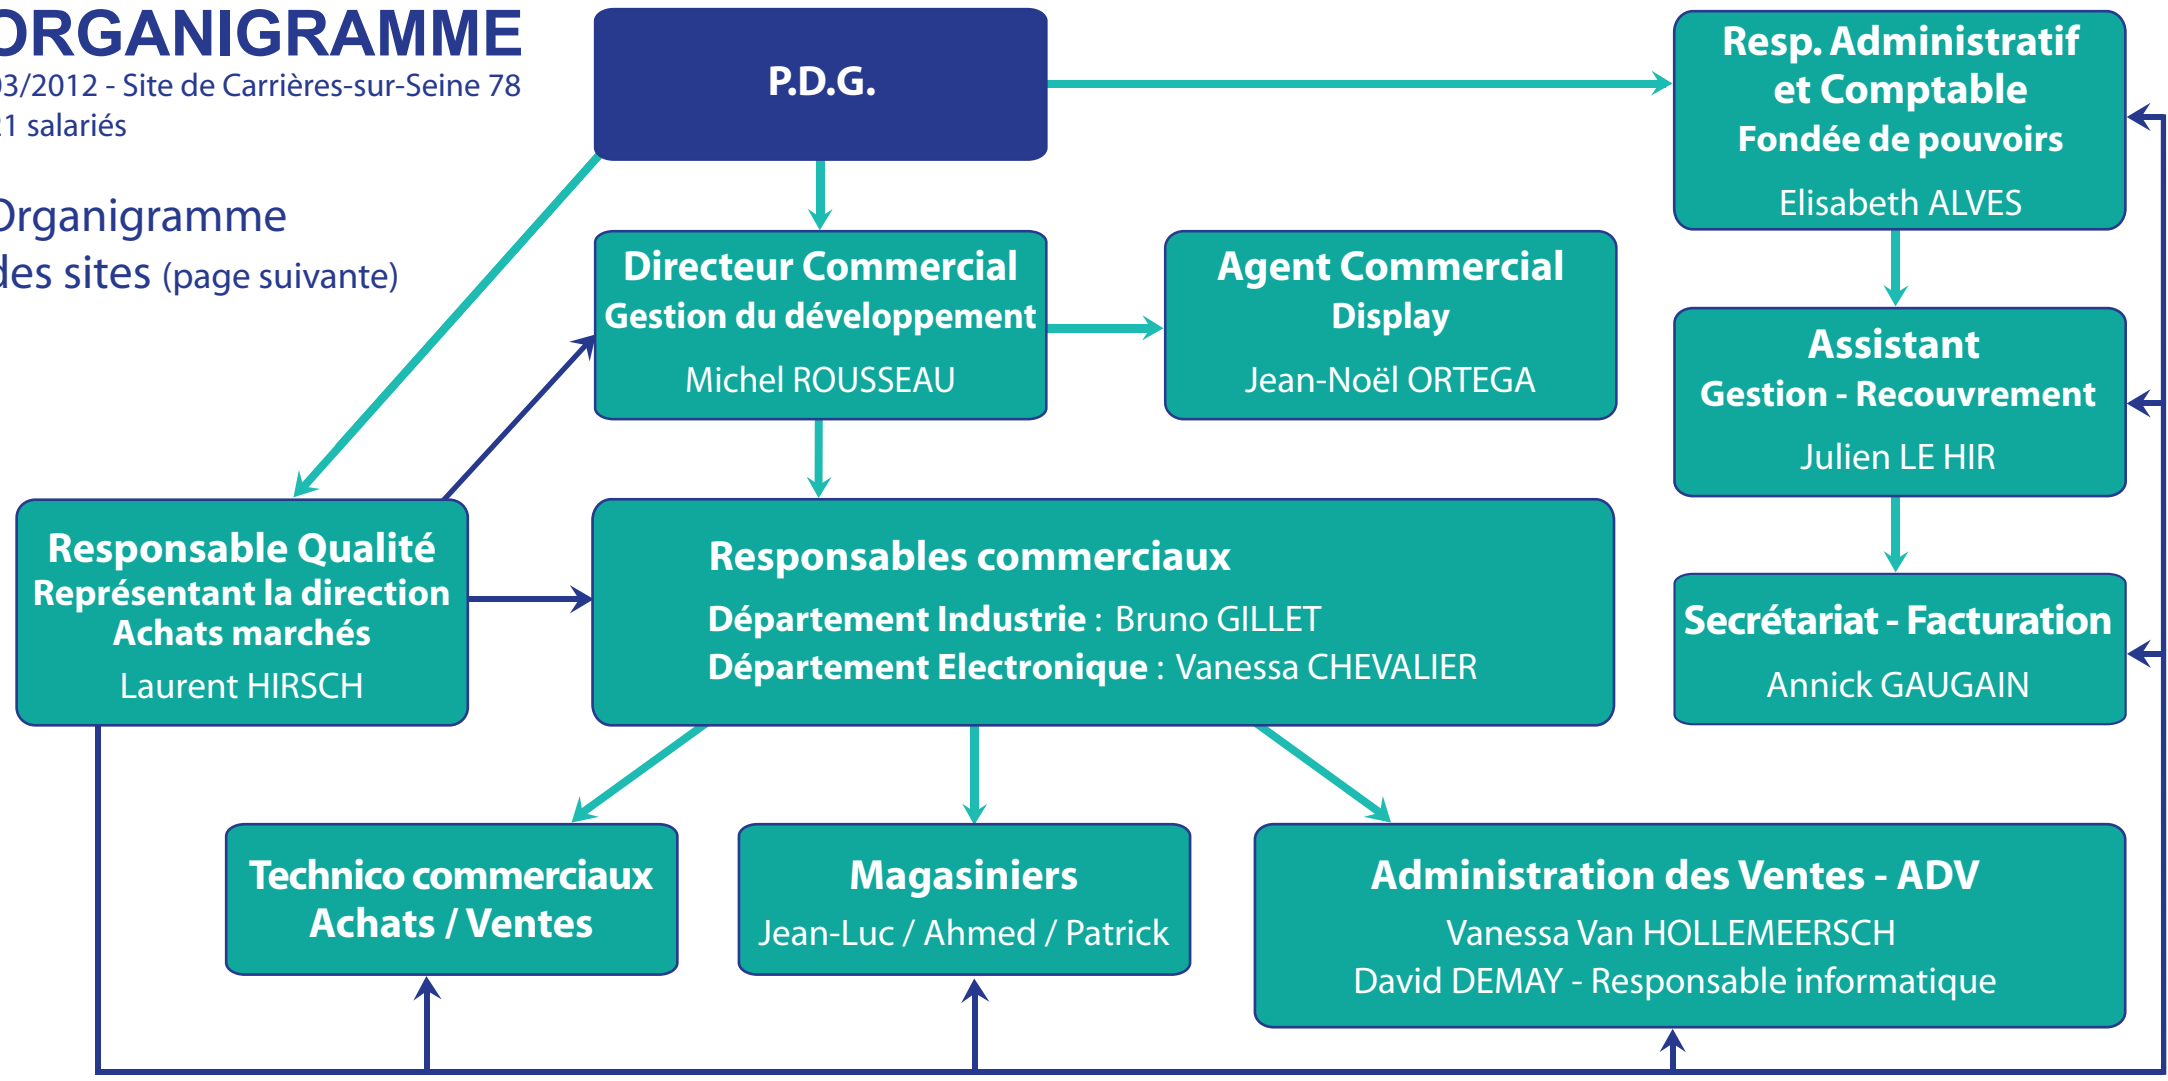 ORGANIGRAMME
03/2012 - Site de Carrières-sur-Seine 78
21 salariés
Organigramme
des sites (page suivante)
P.D.G.
Resp. Administratif
et Comptable
Fondée de pouvoirs
Elisabeth ALVES
Directeur Commercial
Gestion du développement
Michel ROUSSEAU
Agent Commercial
Display
Jean-Noël ORTEGA
Assistant
Gestion - Recouvrement
Julien LE HIR
Responsable Qualité
Représentant la direction
Achats marchés
Laurent HIRSCH
Responsables commerciaux
Département Industrie : Bruno GILLET
Département Electronique : Vanessa CHEVALIER
Secrétariat - Facturation
Annick GAUGAIN
Technico commerciaux
Achats / Ventes
Magasiniers
Jean-Luc / Ahmed / Patrick
Administration des Ventes - ADV
Vanessa Van HOLLEMEERSCH
David DEMAY - Responsable informatique